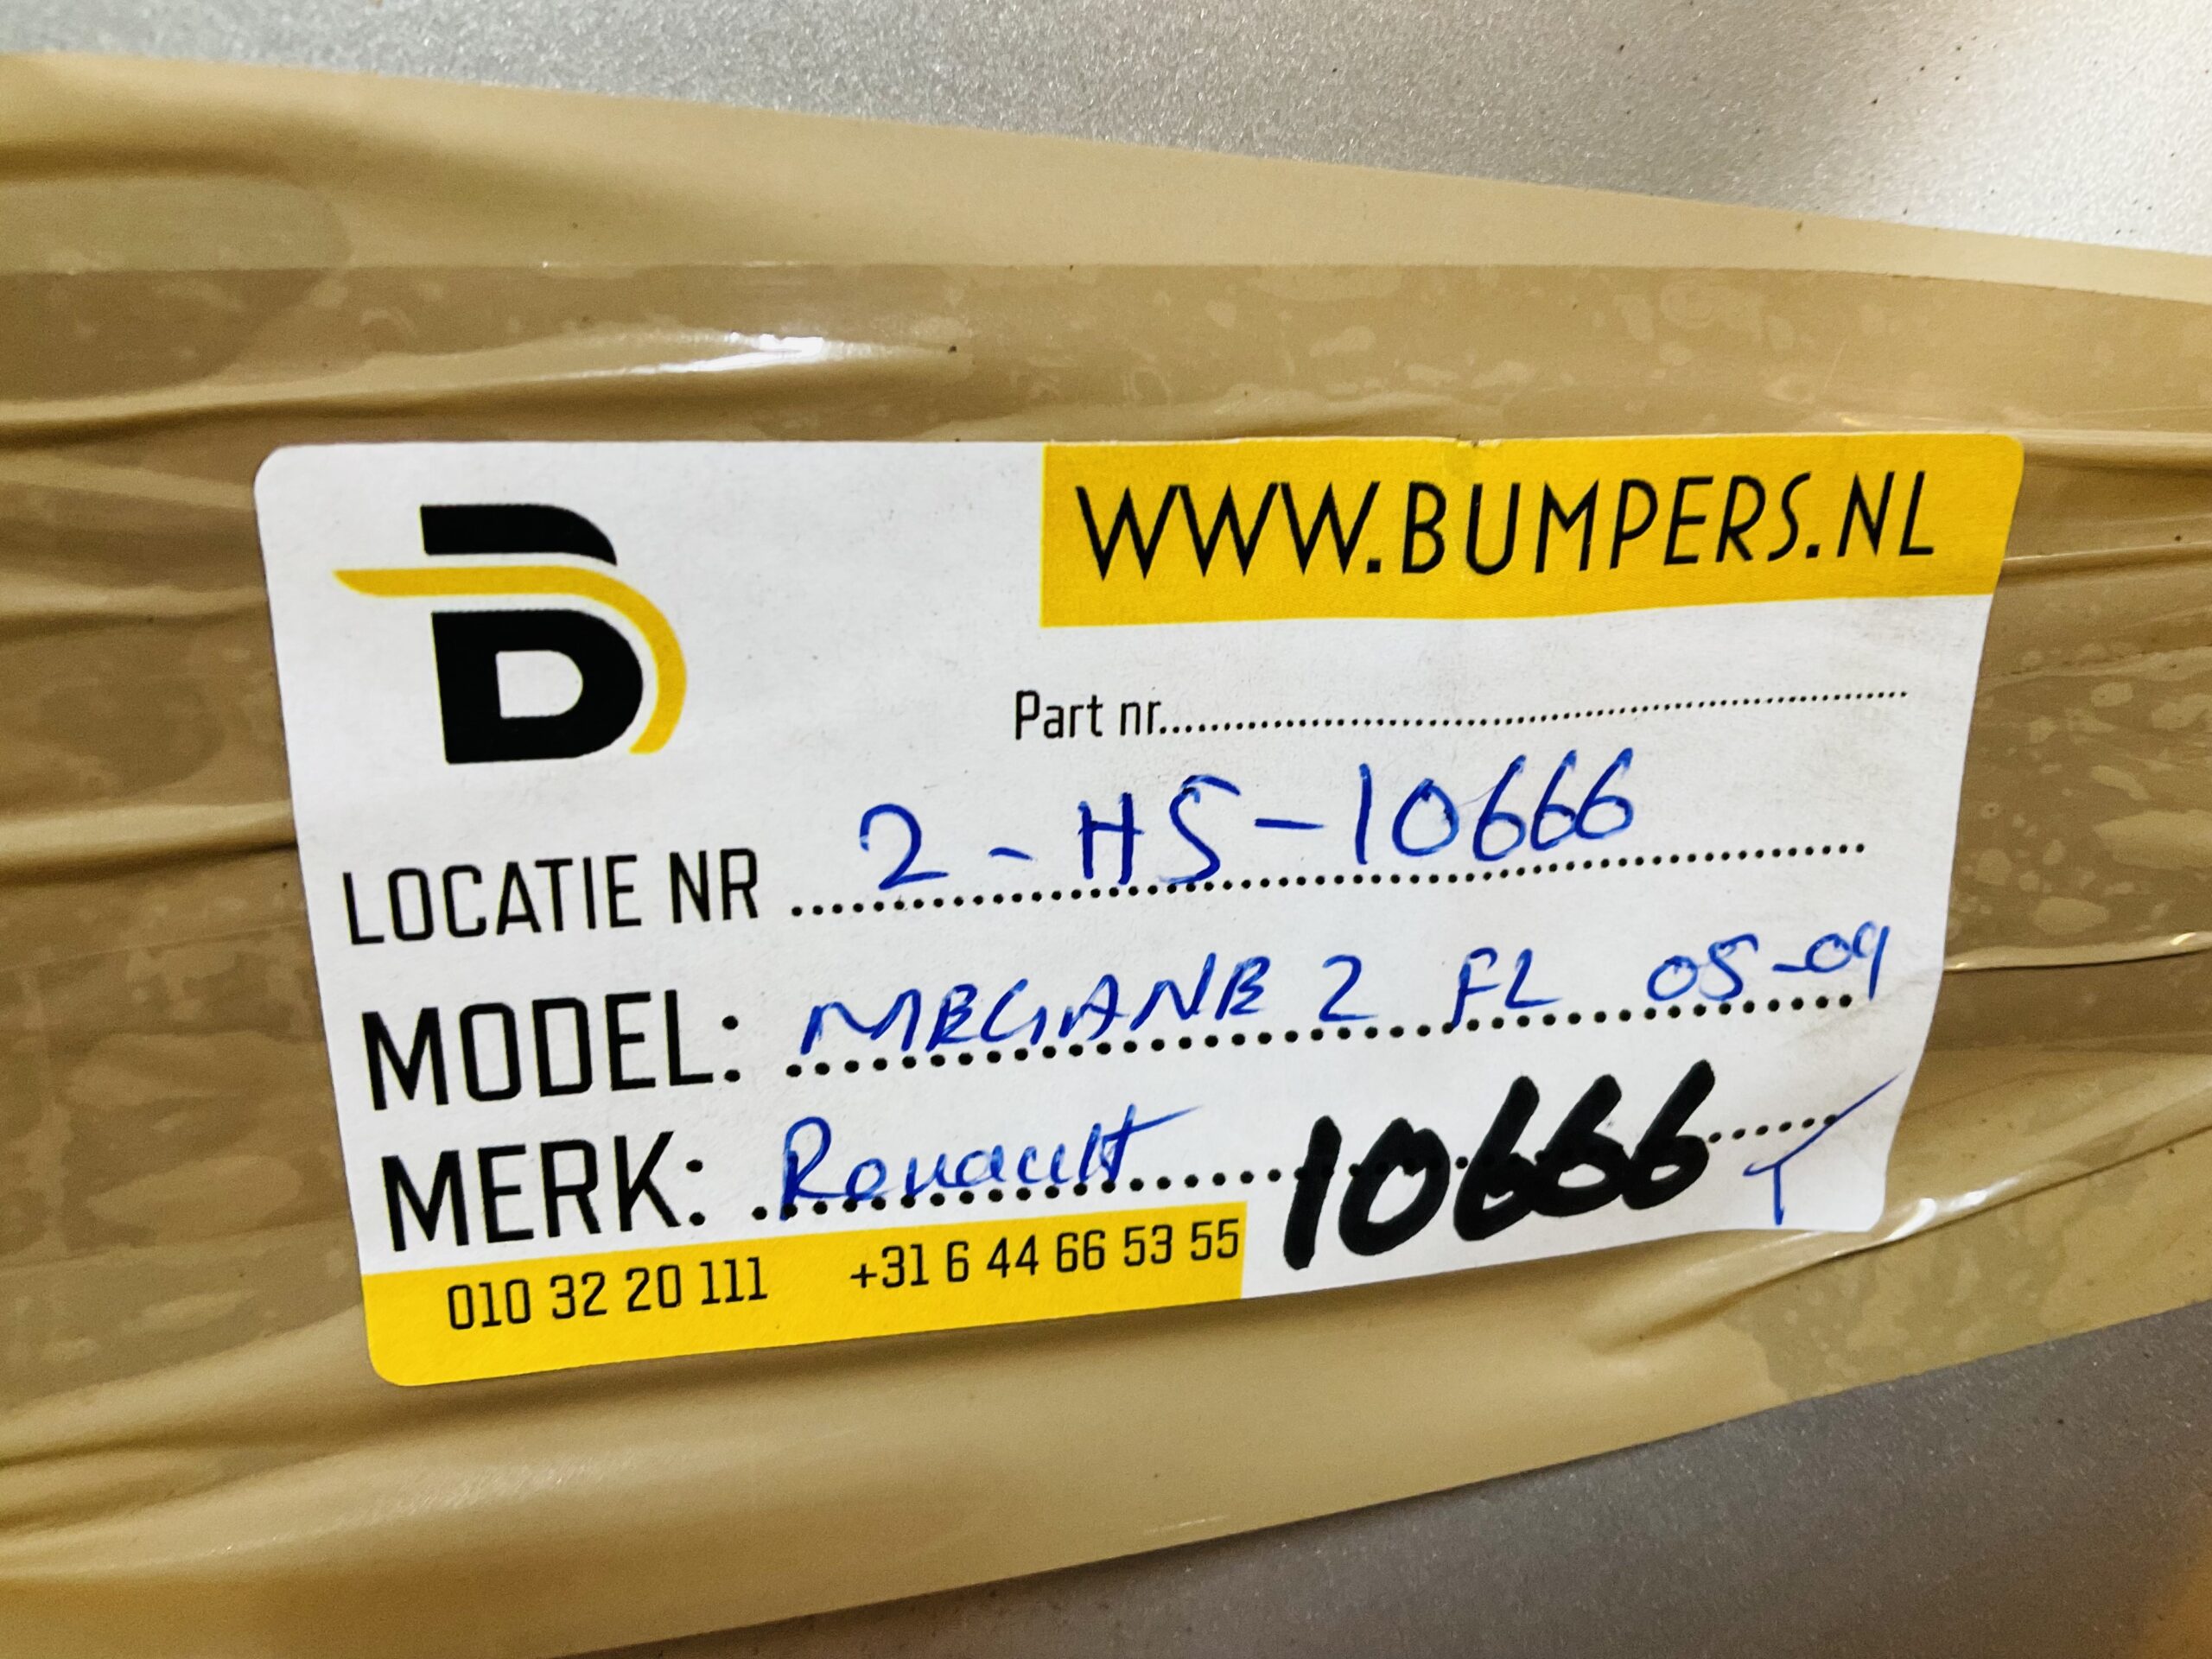 B
WWW.BUMPERS.NL
Part nr.
LOCATIE NR 2-HS-10666
MODEL: MEGANE 2 FL 05-09
MERK: Renault 10666
010 32 20 111 +31 6 44 66 53 55